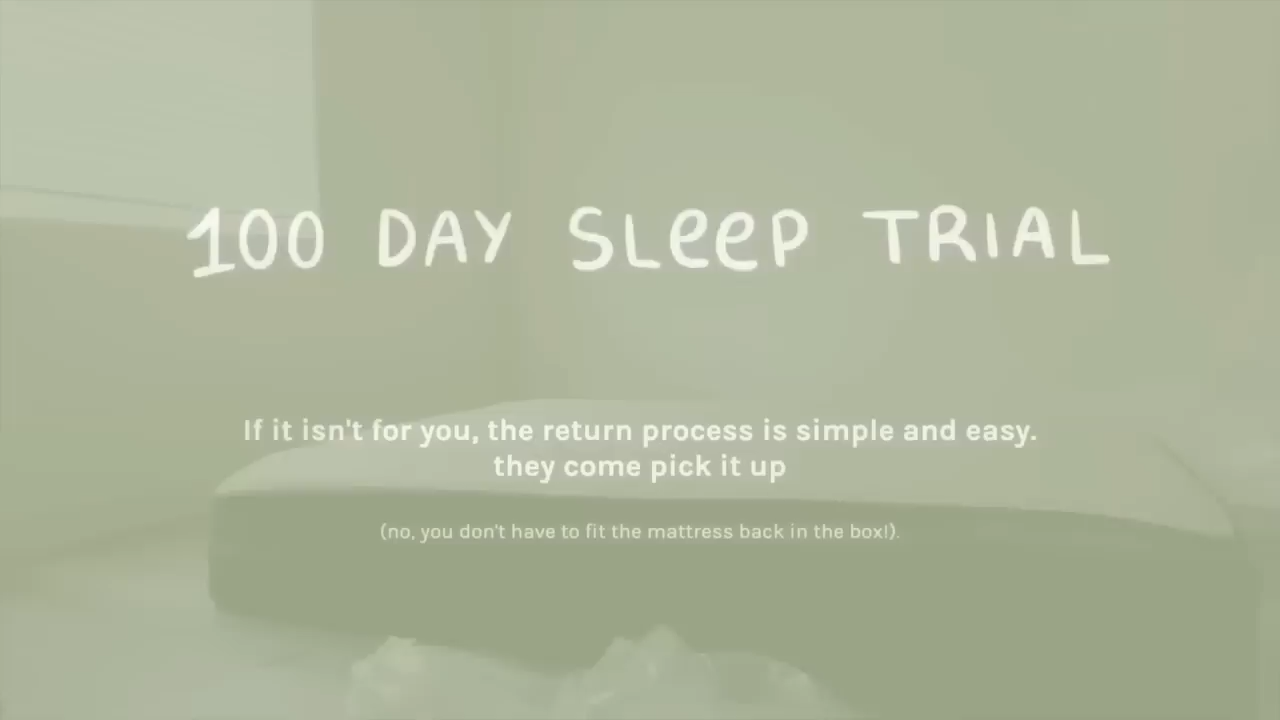 100 DAY SLeeP TRIAL
If it isn't for you, the return process is simple and easy.
they come pick it up
(no, you don't have to fit the mattress back in the box!).